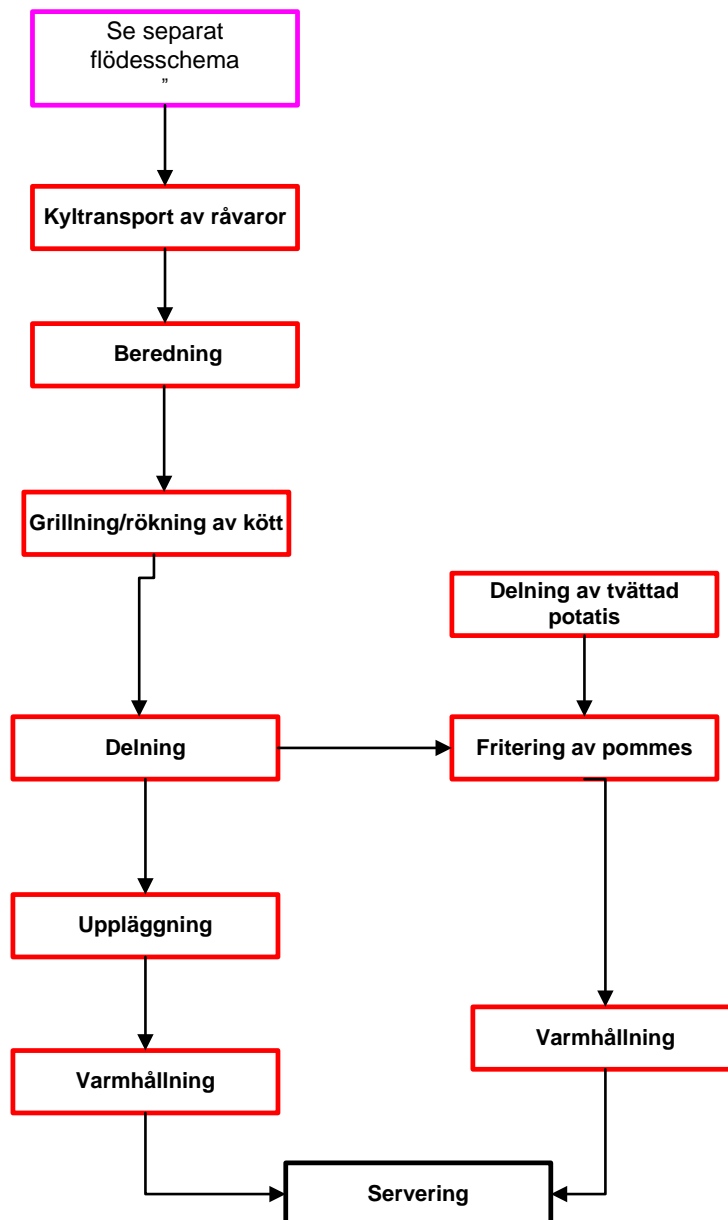 Se separat
flödesschema
”
Kyltransport av råvaror
Beredning
Grillning/rökning av kött
Delning av tvättad
potatis
Delning
Fritering av pommes
Uppläggning
Varmhållning
Varmhållning
Servering